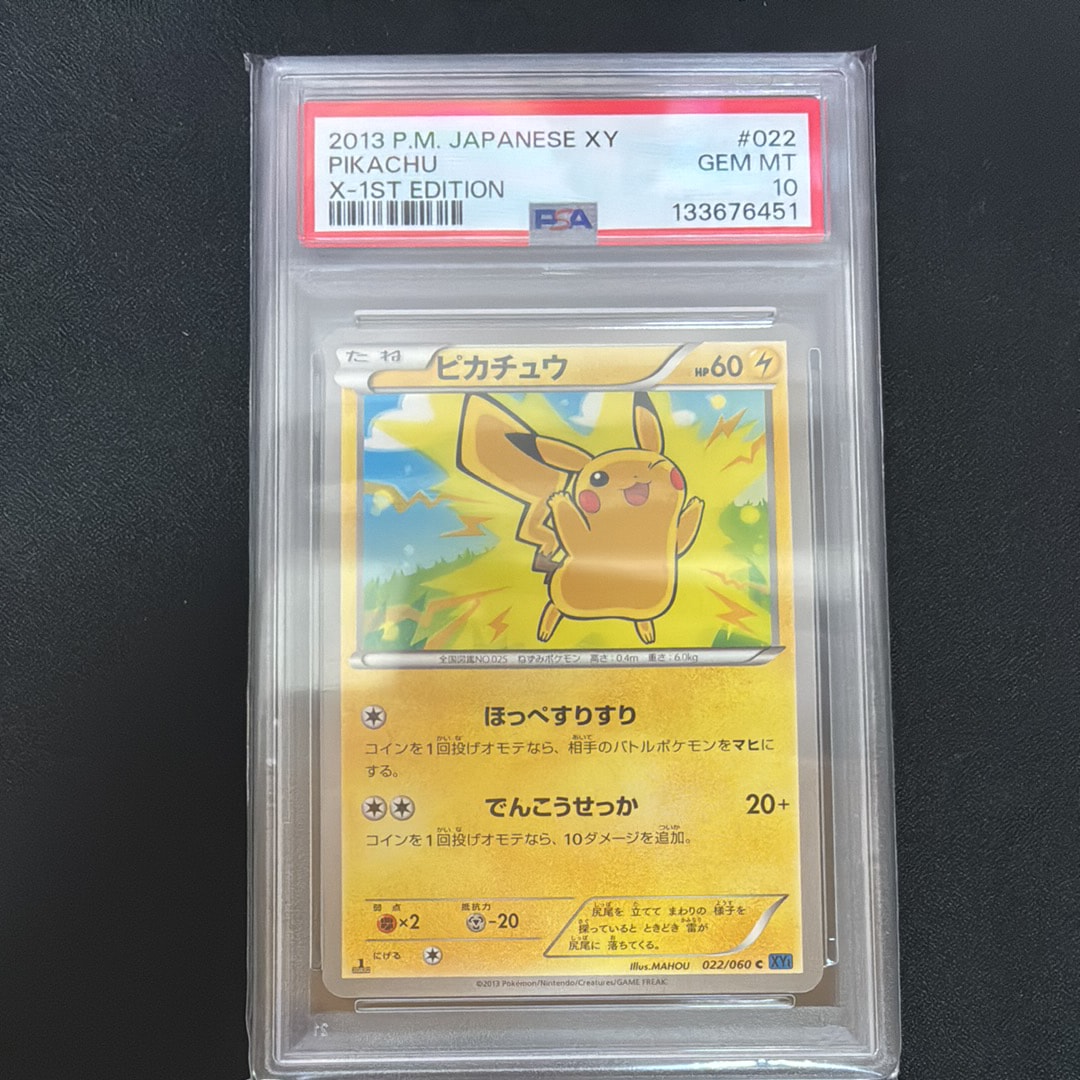 2013 P.M. JAPANESE XY #022
PIKACHU GEM MT
X-1ST EDITION 10
PSA 133676451
たね ピカチュウ HP60
全国図鑑NO.025 ねずみポケモン 高さ:0.4m 重さ:6.0kg
ほっぺすりすり
コインを1回投げオモテなら、相手のバトルポケモンをマヒに
する。
でんこうせっか 20+
コインを1回投げオモテなら、10ダメージを追加。
弱点 抵抗力
×2 -20
にげる
尻尾を 立てて まわりの 様子を
探っていると ときどき 雷が
尻尾に 落ちてくる。
1
Illus.MAHOU 022/060 C XY
©2013 Pokémon/Nintendo/Creatures/GAME FREAK.